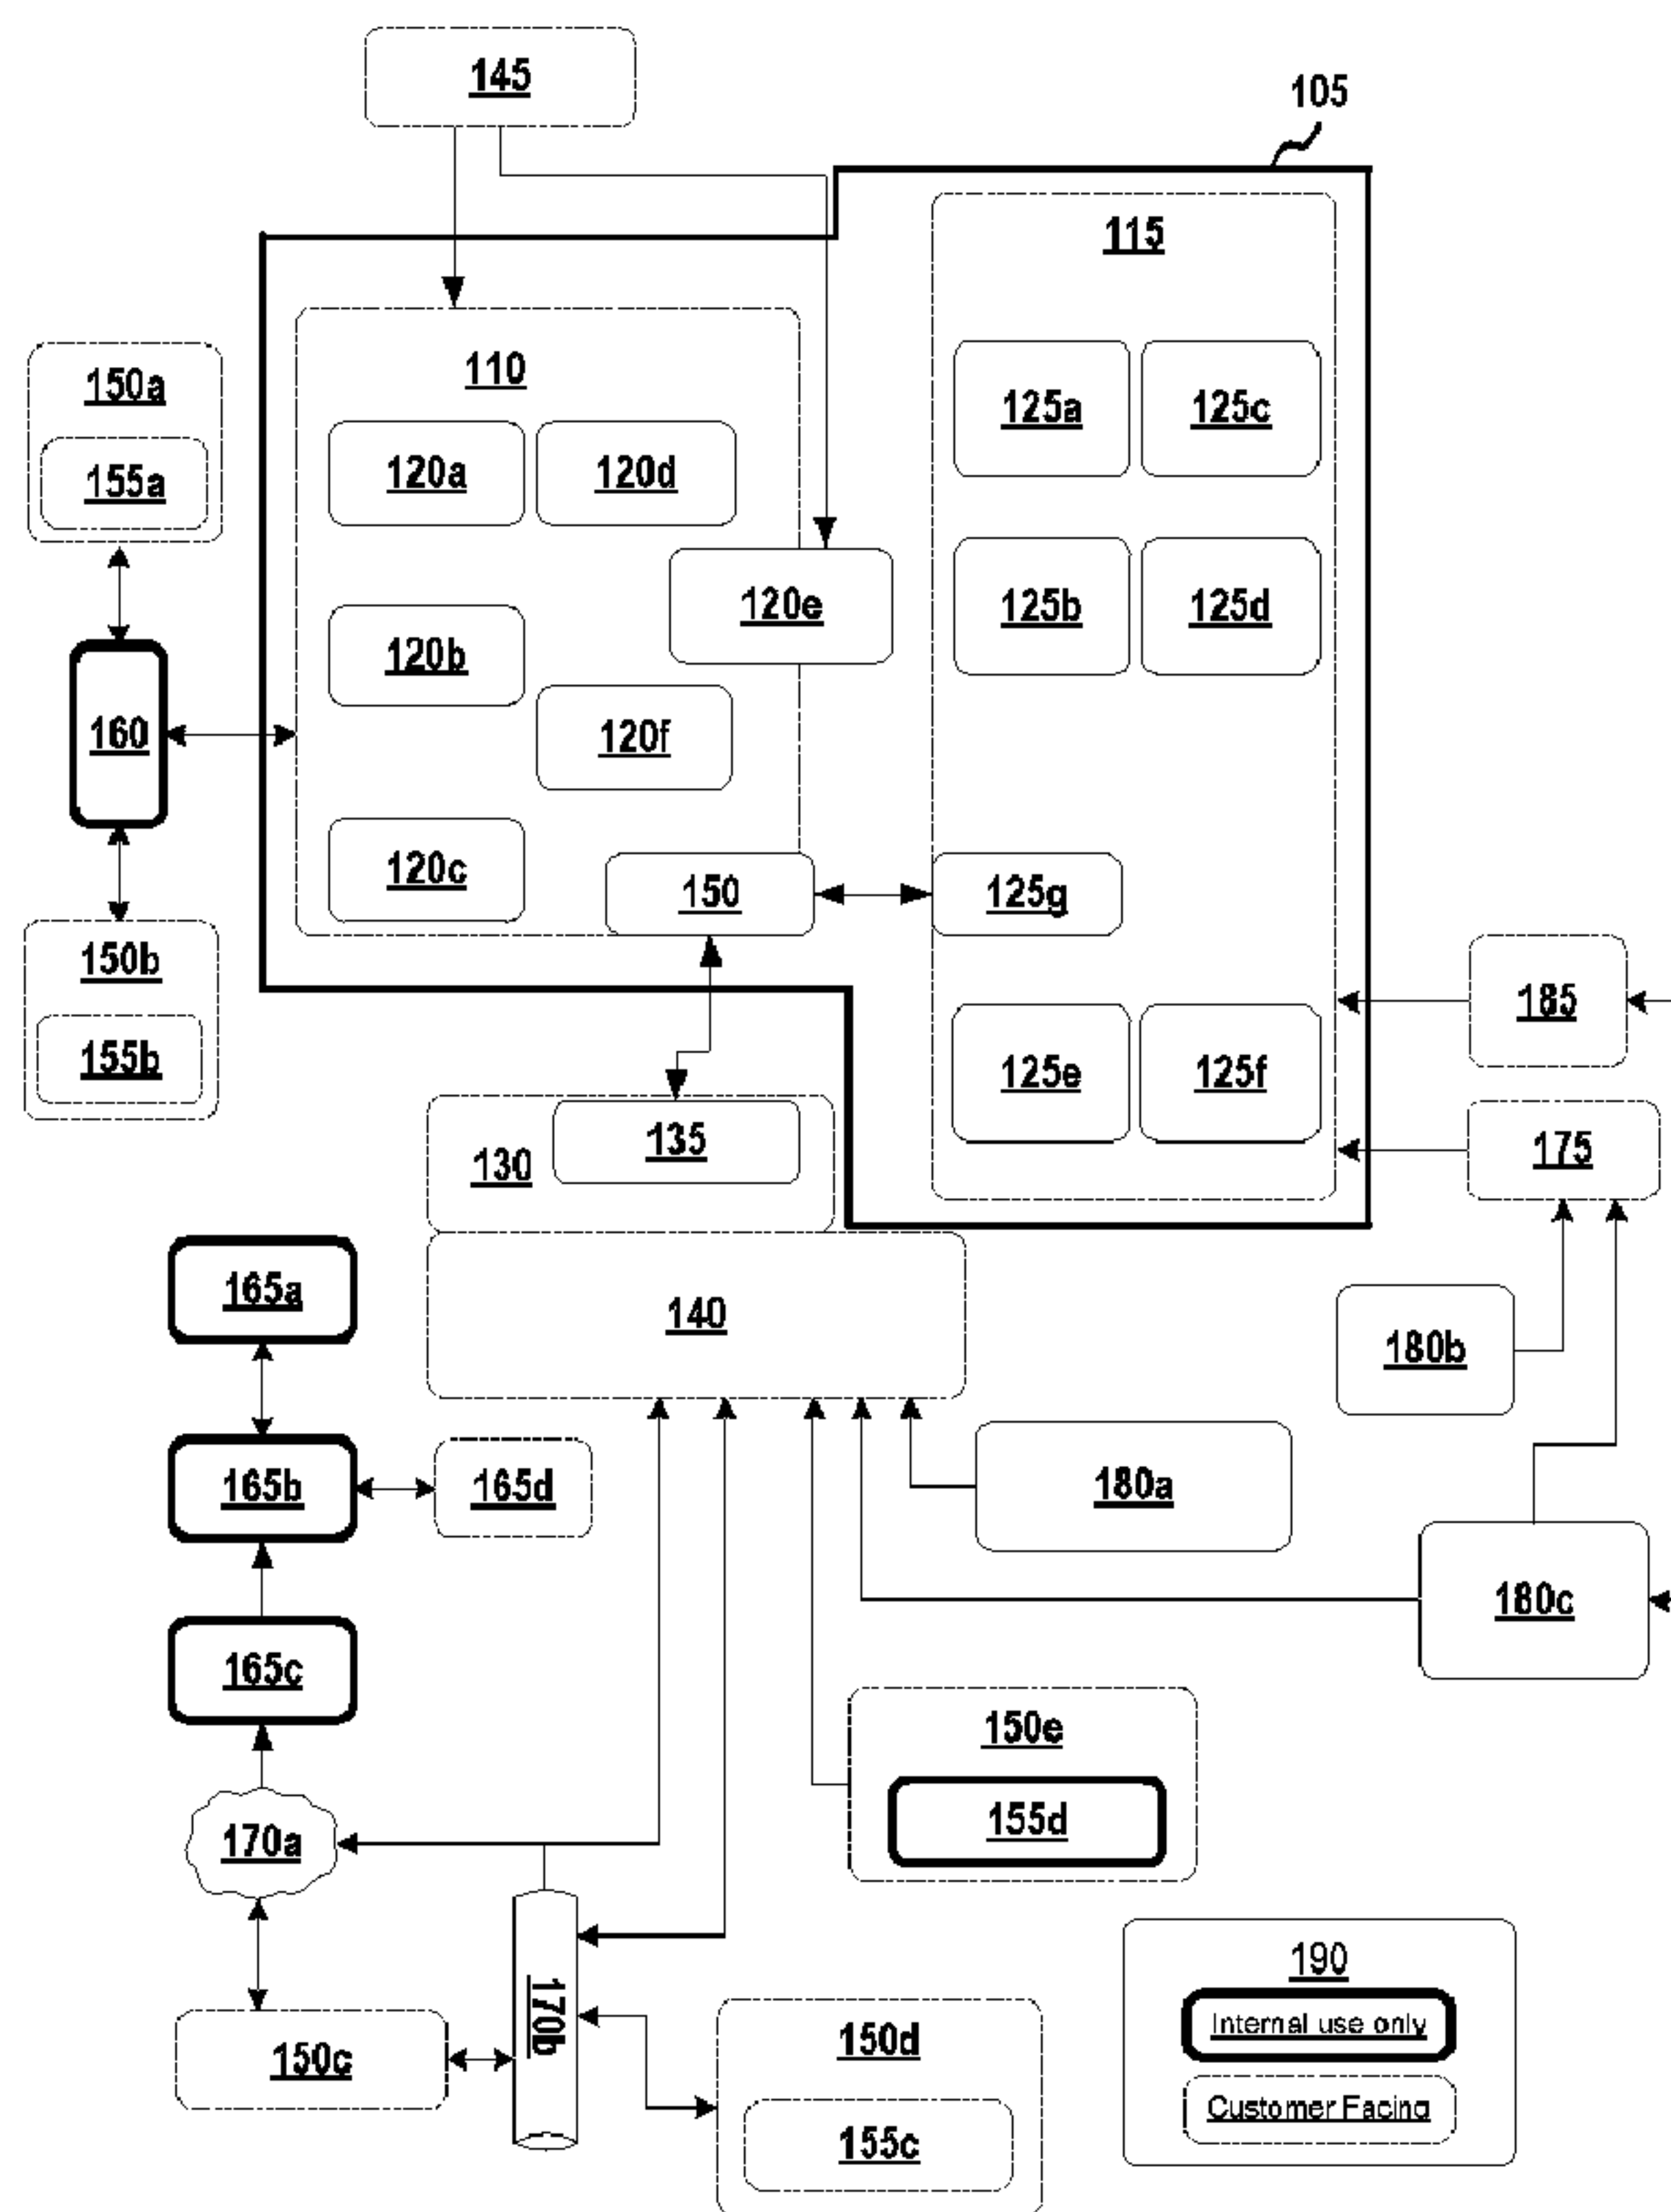 145
105
115
110
150a
125a
125c
120a
120d
155a
120e
125b
125d
120b
160
120f
120c
150
125g
150b
185
155b
125e
125f
135
130
175
165a
140
180b
165b
165d
180a
180c
165c
150e
155d
170a
190
Internal use only
170b
150c
150d
Customer Facing
155c